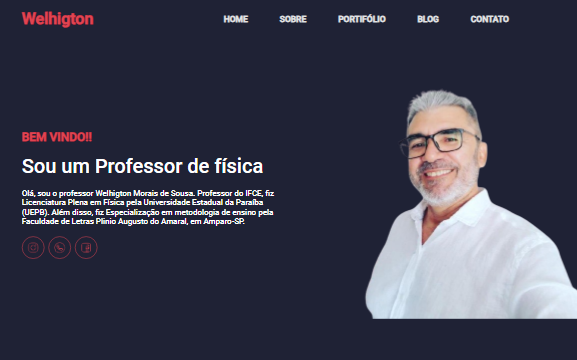 Welhigton
HOME SOBRE PORTIFÓLIO BLOG CONTATO
BEM VINDO!!
Sou um Professor de física
Olá, sou o professor Welhigton Morais de Sousa. Professor do IFCE, fiz
Licenciatura Plena em Física pela Universidade Estadual da Paraíba
(UEPB). Além disso, fiz Especialização em metodologia de ensino pela
Faculdade de Letras Plínio Augusto do Amaral, em Amparo-SP.